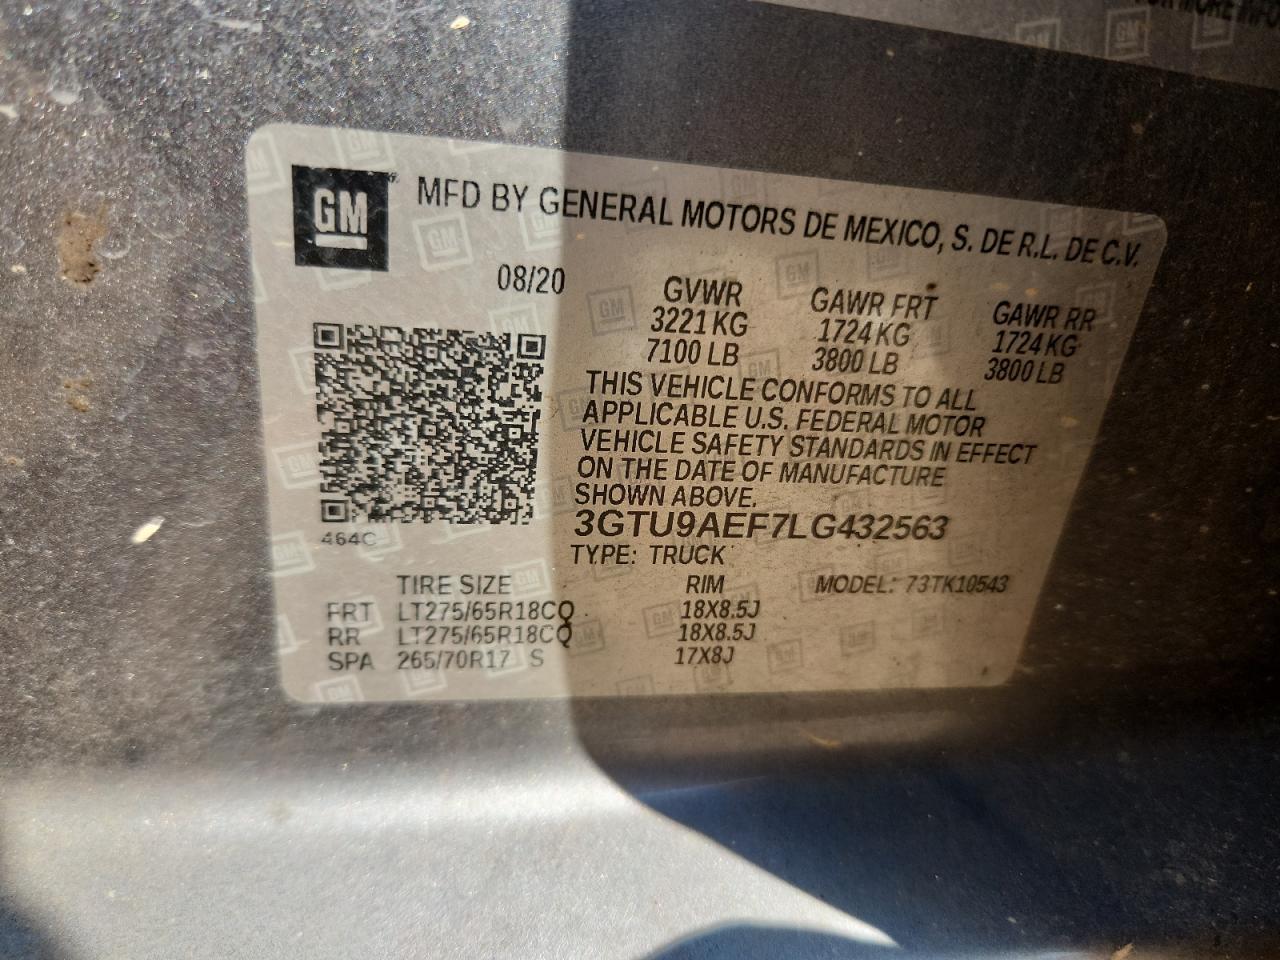 FOR MORE INFO
GM MFD BY GENERAL MOTORS DE MEXICO, S. DE R.L. DE C.V.
08/20
GVWR GAWR FRT GAWR RR
3221 KG 1724 KG 1724 KG
7100 LB 3800 LB 3800 LB
THIS VEHICLE CONFORMS TO ALL
APPLICABLE U.S. FEDERAL MOTOR
VEHICLE SAFETY STANDARDS IN EFFECT
ON THE DATE OF MANUFACTURE
SHOWN ABOVE.
3GTU9AEF7LG432563
464C
TYPE: TRUCK
TIRE SIZE RIM MODEL: 73TK10543
FRT LT275/65R18CQ 18X8.5J
RR LT275/65R18CQ 18X8.5J
SPA 265/70R17 S 17X8J